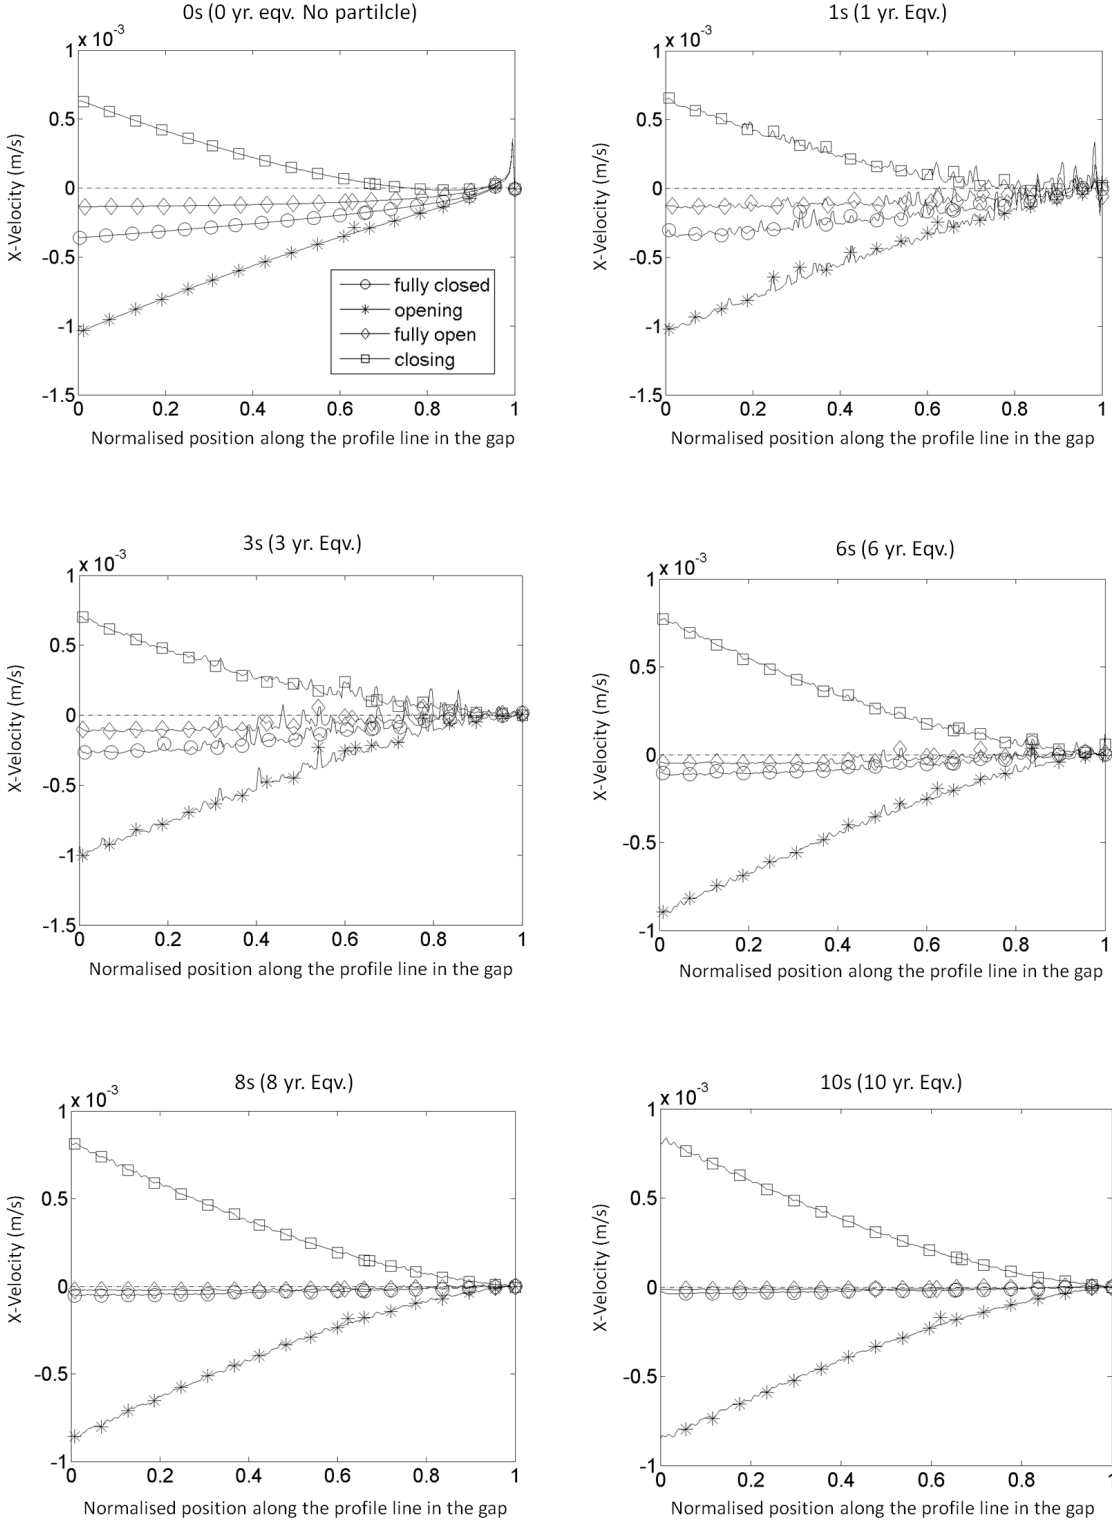 0s (0 yr. eqv. No partilcle)
1 x 10-3
0.5
0
-0.5
-1
-1.5
0 0.2 0.4 0.6 0.8 1
X-Velocity (m/s)
Normalised position along the profile line in the gap
fully closed
opening
fully open
closing
1s (1 yr. Eqv.)
1 x 10-3
0.5
0
-0.5
-1
-1.5
0 0.2 0.4 0.6 0.8 1
X-Velocity (m/s)
Normalised position along the profile line in the gap
3s (3 yr. Eqv.)
1 x 10-3
0.5
0
-0.5
-1
-1.5
0 0.2 0.4 0.6 0.8 1
X-Velocity (m/s)
Normalised position along the profile line in the gap
6s (6 yr. Eqv.)
1 x 10-3
0.5
0
-0.5
-1
0 0.2 0.4 0.6 0.8 1
X-Velocity (m/s)
Normalised position along the profile line in the gap
8s (8 yr. Eqv.)
1 x 10-3
0.5
0
-0.5
-1
0 0.2 0.4 0.6 0.8 1
X-Velocity (m/s)
Normalised position along the profile line in the gap
10s (10 yr. Eqv.)
1 x 10-3
0.5
0
-0.5
-1
0 0.2 0.4 0.6 0.8 1
X-Velocity (m/s)
Normalised position along the profile line in the gap